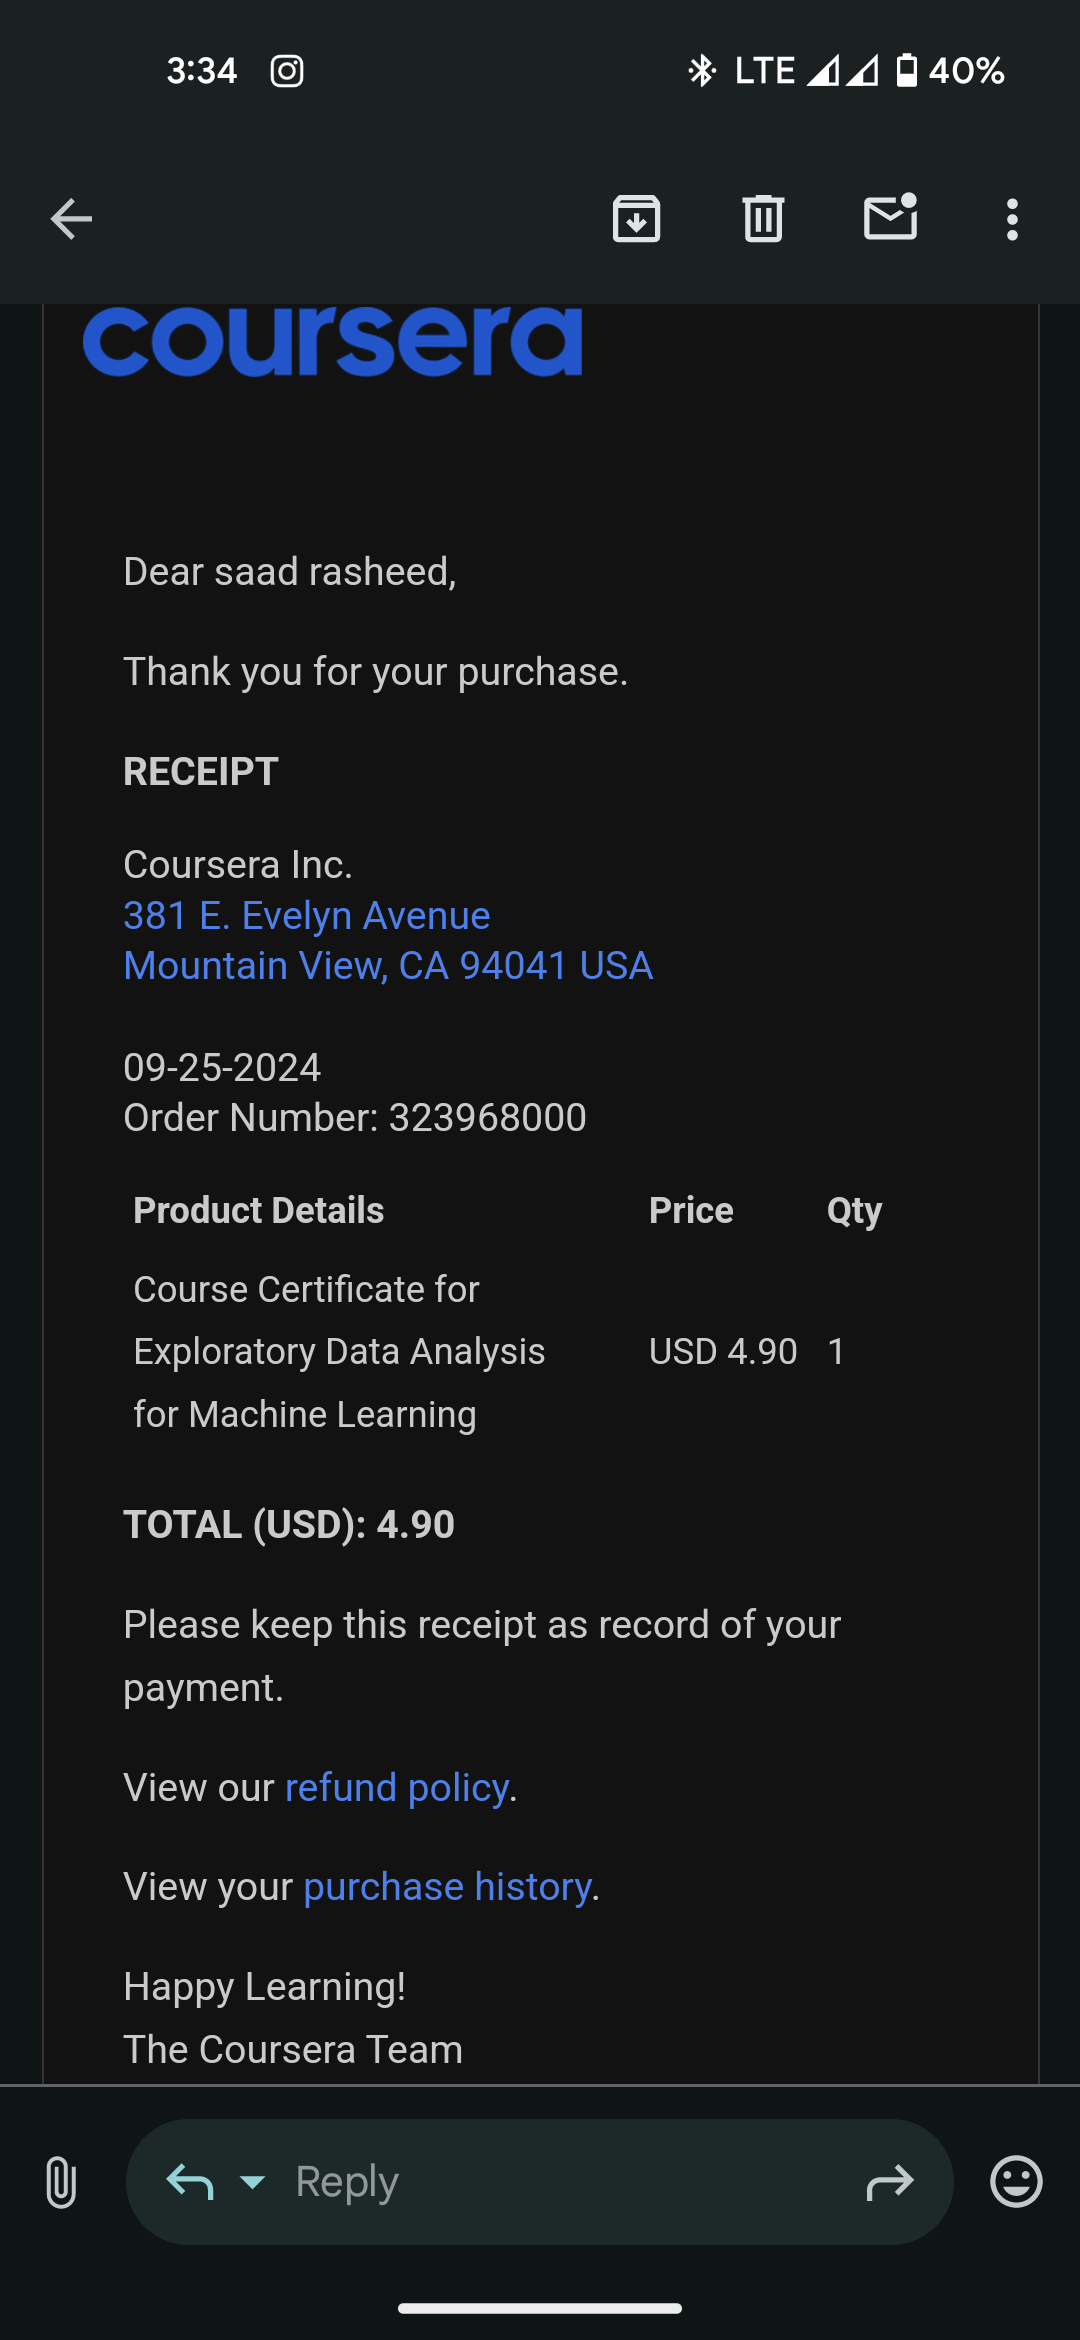 3:34 LTE 40%
coursera
Dear saad rasheed,
Thank you for your purchase.
RECEIPT
Coursera Inc.
381 E. Evelyn Avenue
Mountain View, CA 94041 USA
09-25-2024
Order Number: 323968000
Product Details Price Qty
Course Certificate for
Exploratory Data Analysis USD 4.90 1
for Machine Learning
TOTAL (USD): 4.90
Please keep this receipt as record of your
payment.
View our refund policy.
View your purchase history.
Happy Learning!
The Coursera Team
Reply